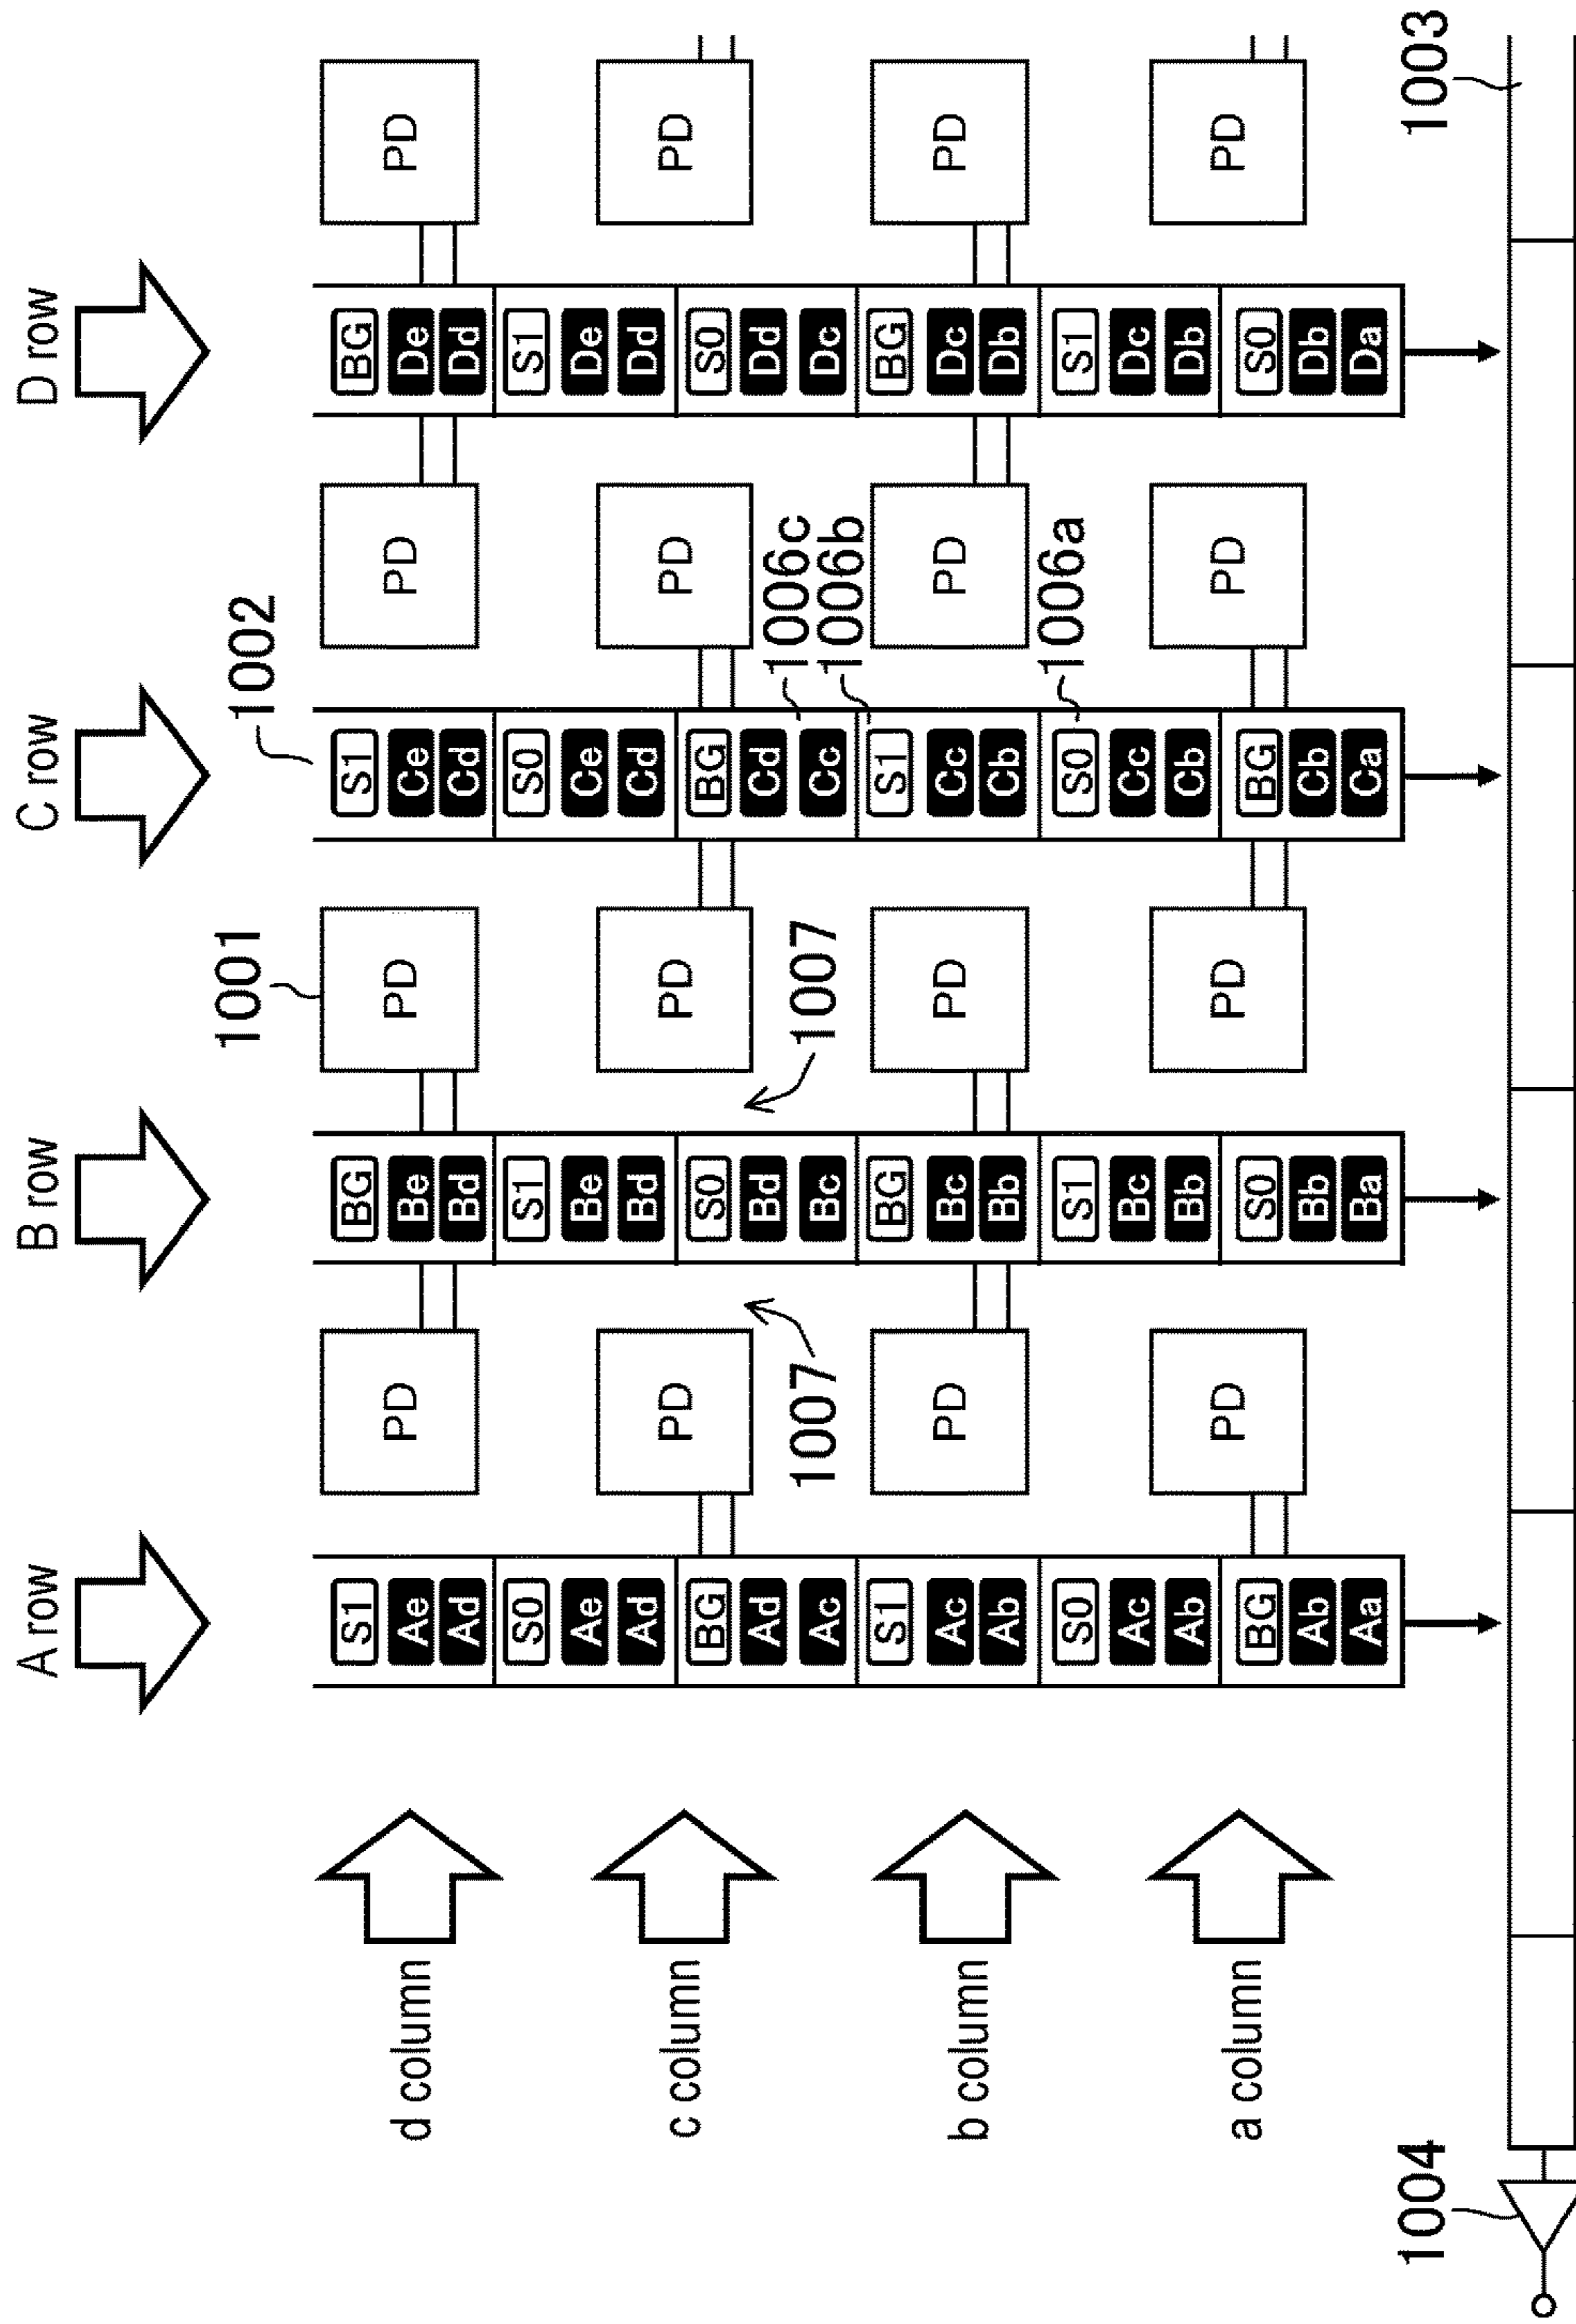 A row B row C row D row
1001 1002
S1 BG S1 BG
d column Ae PD Be PD Ce PD De PD
Ad Bd Cd Dd
S0 S1 S0 S1
Ae Be Ce De
Ad Bd Cd Dd
c column BG PD S0 PD BG PD S0 PD
Ad Bd Cd 1006c Dd
Ac 1007 Bc 1007 Cc 1006b Dc
S1 BG S1 BG
b column Ac PD Bc PD Cc PD Dc PD
Ab Bb Cb Db
S0 S1 S0 1006a S1
Ac Bc Cc Dc
Ab Bb Cb Db
a column BG PD S0 PD BG PD S0 PD
Ab Bb Cb Db
Aa Ba Ca Da
1004 1003